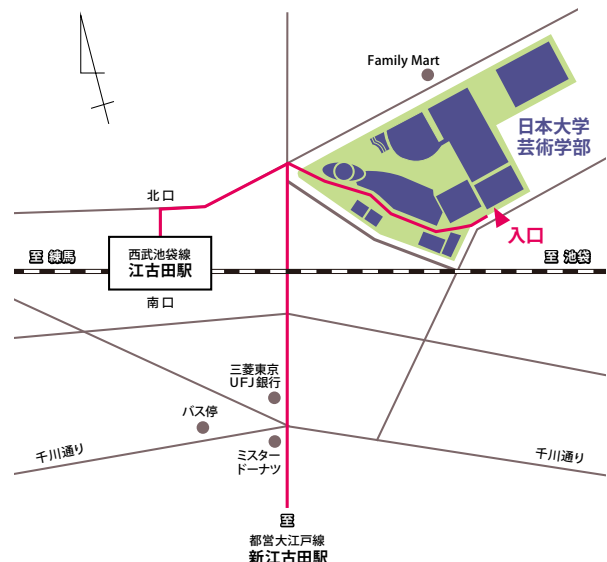 Family Mart
日本大学
芸術学部
北口
入口
至 練馬
西武池袋線
江古田駅
至 池袋
南口
三菱東京
UFJ銀行
バス停
ミスター
ドーナツ
千川通り
千川通り
至
都営大江戸線
新江古田駅